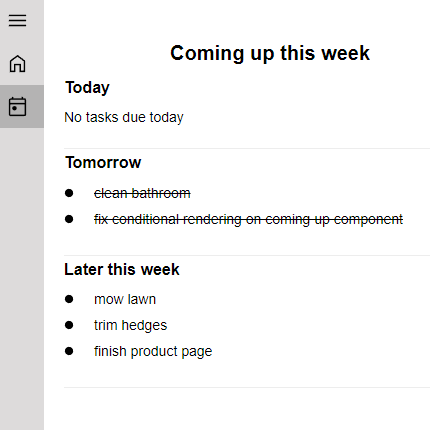 Coming up this week
Today
No tasks due today
Tomorrow
clean bathroom
fix conditional rendering on coming up component
Later this week
mow lawn
trim hedges
finish product page